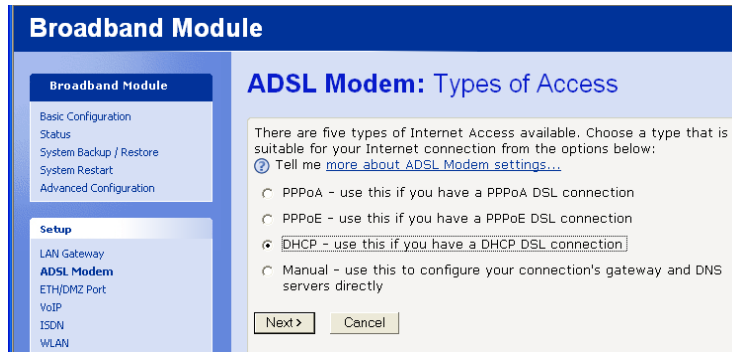 Broadband Module
Broadband Module
Basic Configuration
Status
System Backup / Restore
System Restart
Advanced Configuration
Setup
LAN Gateway
ADSL Modem
ETH/DMZ Port
VoIP
ISDN
WLAN
ADSL Modem: Types of Access
There are five types of Internet Access available. Choose a type that is
suitable for your Internet connection from the options below:
? Tell me more about ADSL Modem settings...
PPPoA - use this if you have a PPPoA DSL connection
PPPoE - use this if you have a PPPoE DSL connection
DHCP - use this if you have a DHCP DSL connection
Manual - use this to configure your connection's gateway and DNS
servers directly
Next>
Cancel